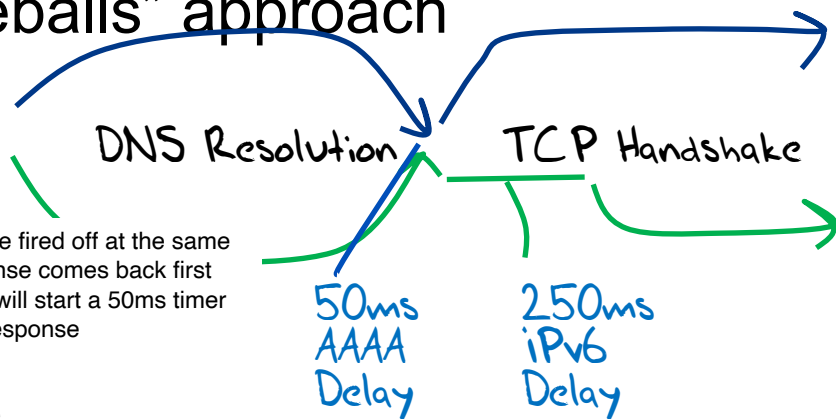 eballs" approach
DNS Resolution
TCP Handshake
e fired off at the same
nse comes back first
will start a 50ms timer
esponse
50ms
AAAA
Delay
250ms
iPv6
Delay